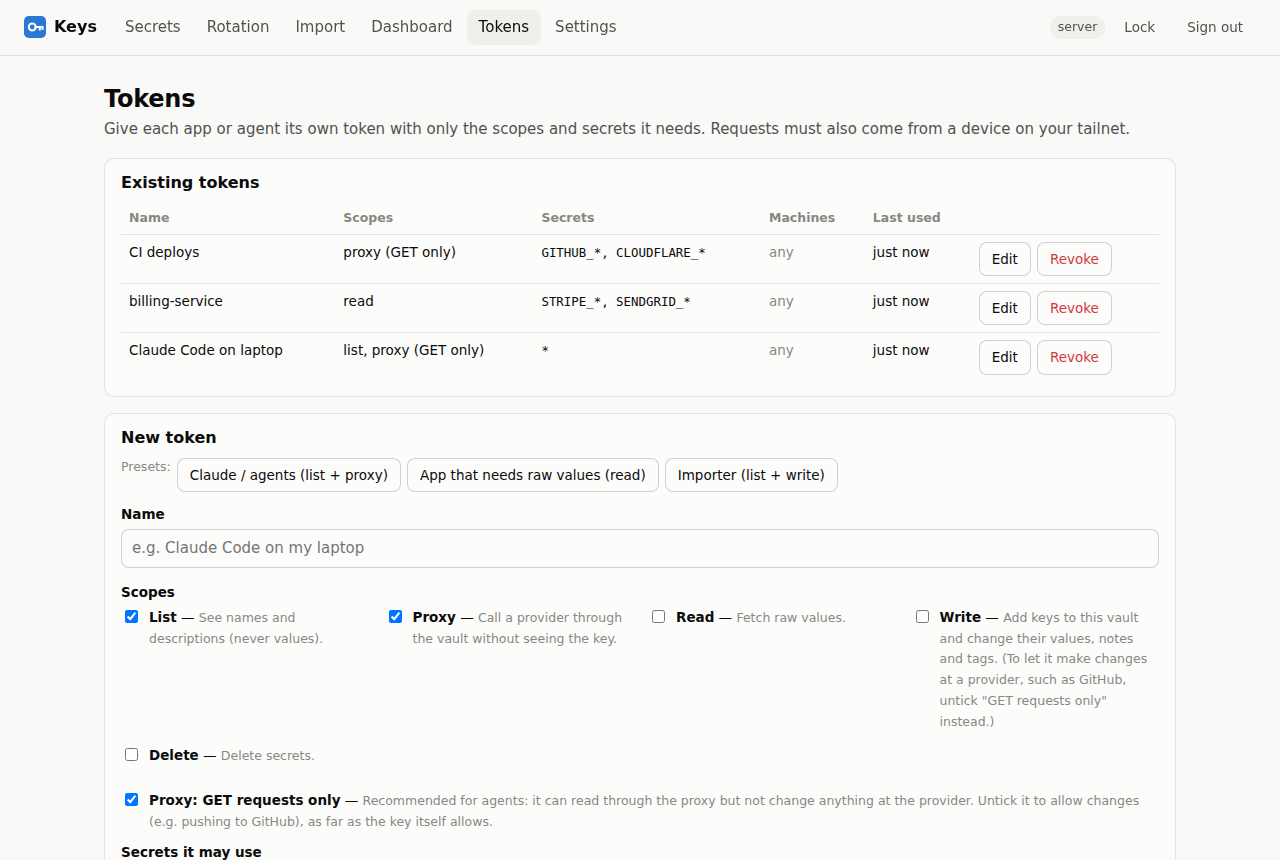 Keys Secrets Rotation Import Dashboard Tokens Settings server Lock Sign out
Tokens
Give each app or agent its own token with only the scopes and secrets it needs. Requests must also come from a device on your tailnet.
Existing tokens
Name Scopes Secrets Machines Last used
CI deploys proxy (GET only) GITHUB_*, CLOUDFLARE_* any just now Edit Revoke
billing-service read STRIPE_*, SENDGRID_* any just now Edit Revoke
Claude Code on laptop list, proxy (GET only) * any just now Edit Revoke
New token
Presets: Claude / agents (list + proxy) App that needs raw values (read) Importer (list + write)
Name
e.g. Claude Code on my laptop
Scopes
List — See names and
descriptions (never values).
Proxy — Call a provider through
the vault without seeing the key.
Read — Fetch raw values.
Write — Add keys to this vault
and change their values, notes
and tags. (To let it make changes
at a provider, such as GitHub,
untick "GET requests only"
instead.)
Delete — Delete secrets.
Proxy: GET requests only — Recommended for agents: it can read through the proxy but not change anything at the provider. Untick it to allow changes
(e.g. pushing to GitHub), as far as the key itself allows.
Secrets it may use